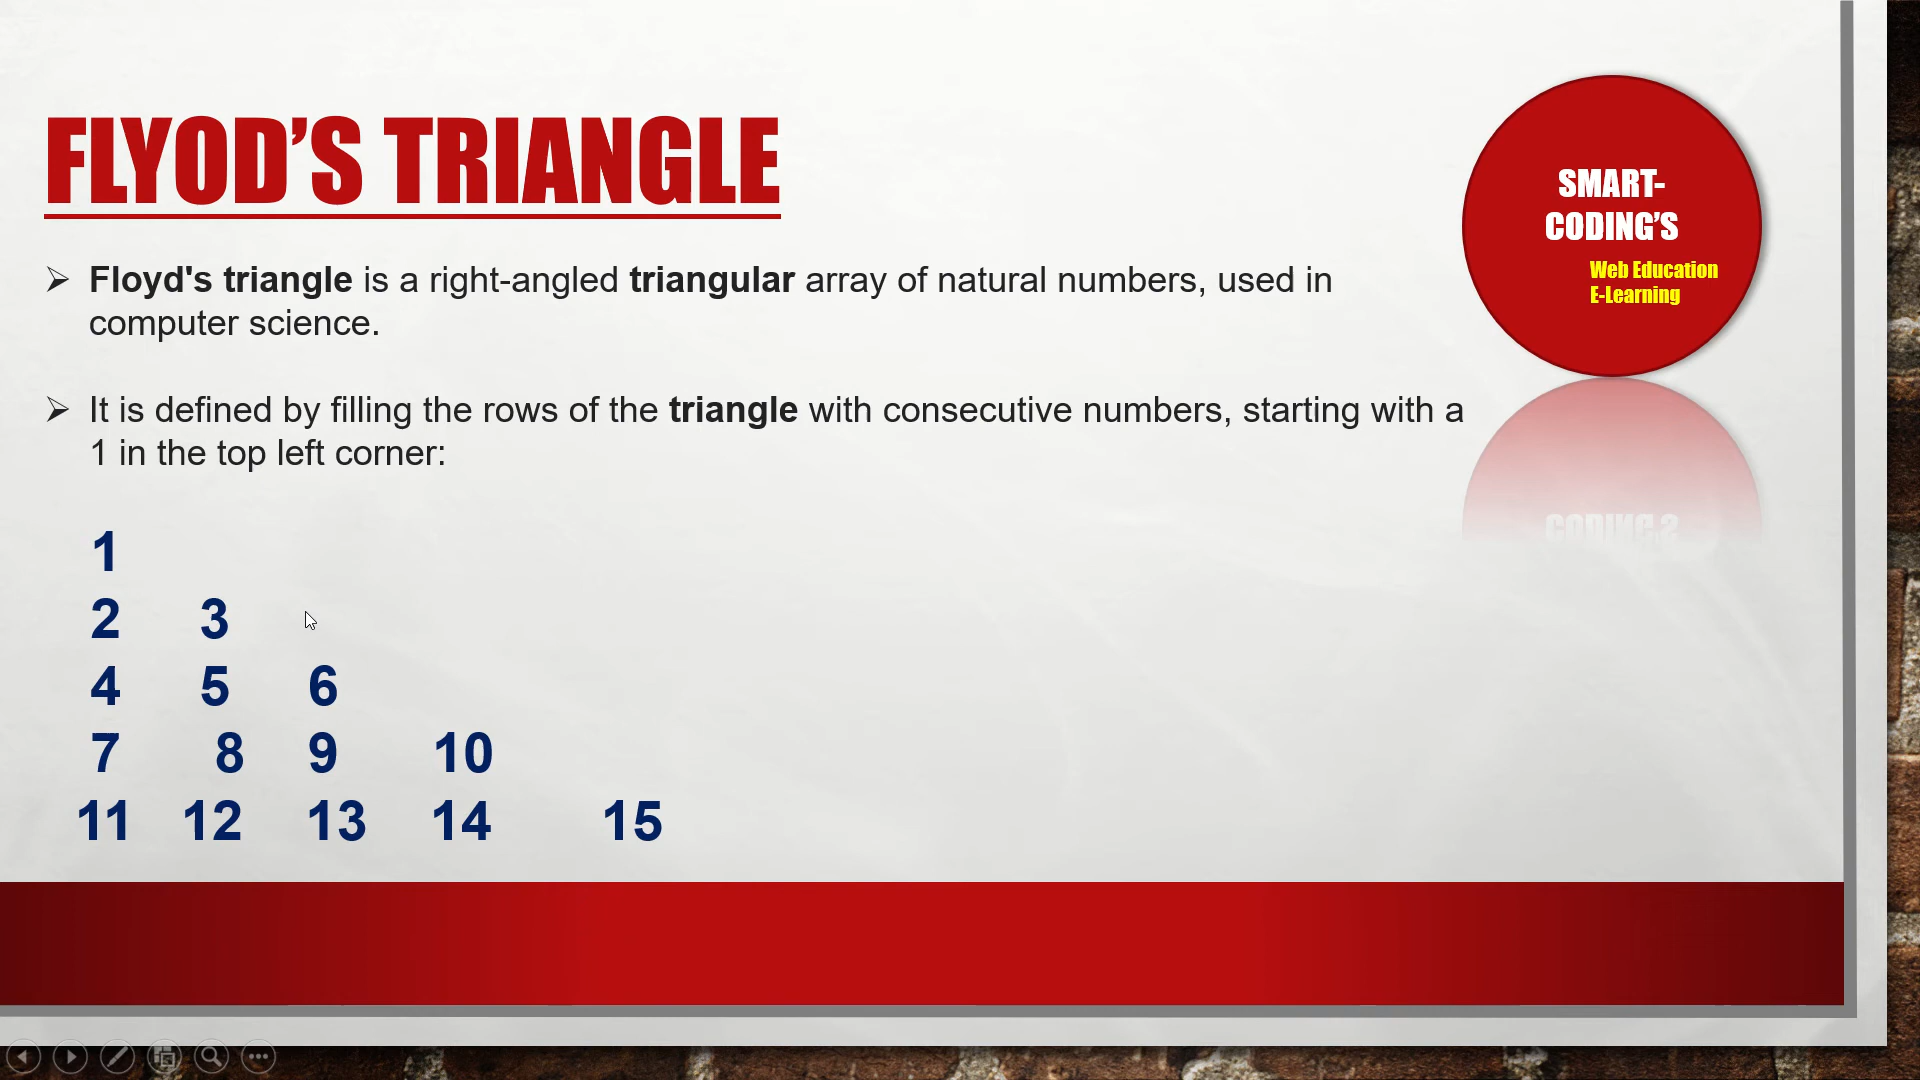 FLYOD'S TRIANGLE
SMART-
CODING'S
Web Education
E-Learning
Floyd's triangle is a right-angled triangular array of natural numbers, used in
computer science.
It is defined by filling the rows of the triangle with consecutive numbers, starting with a
1 in the top left corner:
1
2 3
4 5 6
7 8 9 10
11 12 13 14 15